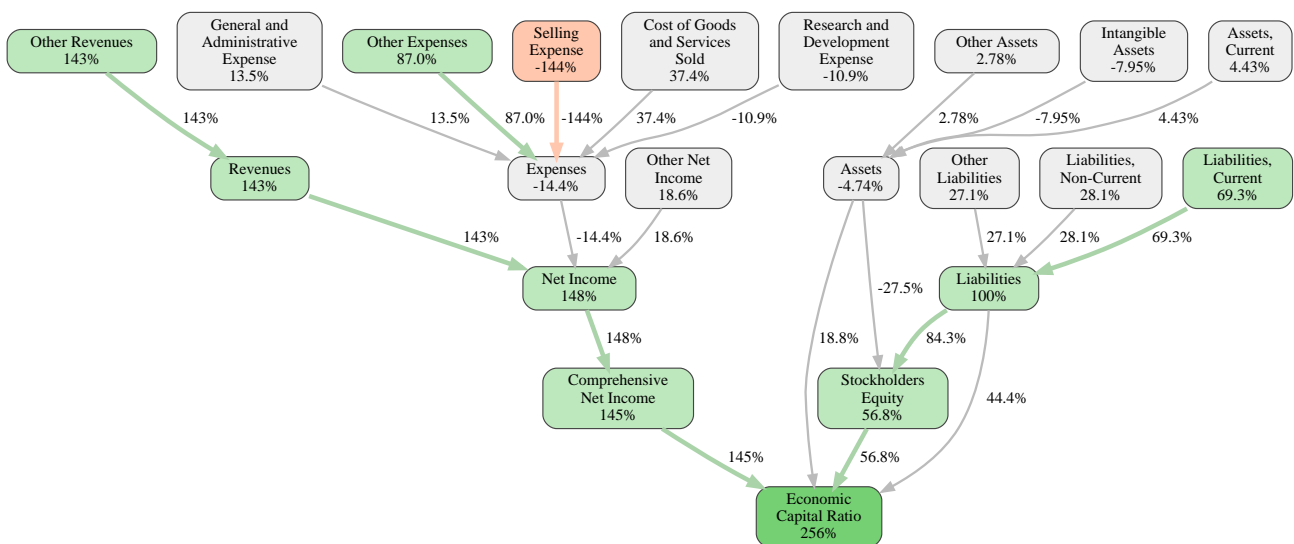 Other Revenues
143%
General and
Administrative
Expense
13.5%
Other Expenses
87.0%
Selling
Expense
-144%
Cost of Goods
and Services
Sold
37.4%
Research and
Development
Expense
-10.9%
Other Assets
2.78%
Intangible
Assets
-7.95%
Assets,
Current
4.43%
143%
13.5%
87.0%
-144%
37.4%
-10.9%
2.78%
-7.95%
4.43%
Revenues
143%
Expenses
-14.4%
Other Net
Income
18.6%
Assets
-4.74%
Other
Liabilities
27.1%
Liabilities,
Non-Current
28.1%
Liabilities,
Current
69.3%
143%
-14.4%
18.6%
27.1%
28.1%
69.3%
Net Income
148%
-27.5%
Liabilities
100%
148%
18.8%
84.3%
Comprehensive
Net Income
145%
Stockholders
Equity
56.8%
44.4%
145%
56.8%
Economic
Capital Ratio
256%